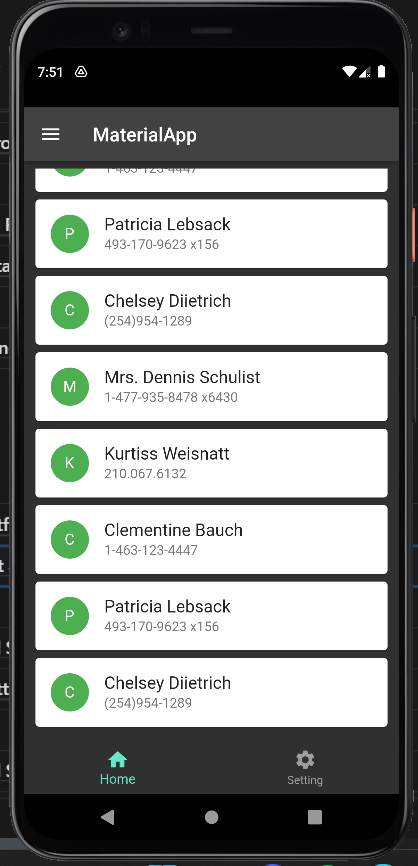 7:51
MaterialApp
1-463-123-4447
P
Patricia Lebsack
493-170-9623 x156
C
Chelsey Diietrich
(254)954-1289
M
Mrs. Dennis Schulist
1-477-935-8478 x6430
K
Kurtiss Weisnatt
210.067.6132
C
Clementine Bauch
1-463-123-4447
P
Patricia Lebsack
493-170-9623 x156
C
Chelsey Diietrich
(254)954-1289
Home
Setting